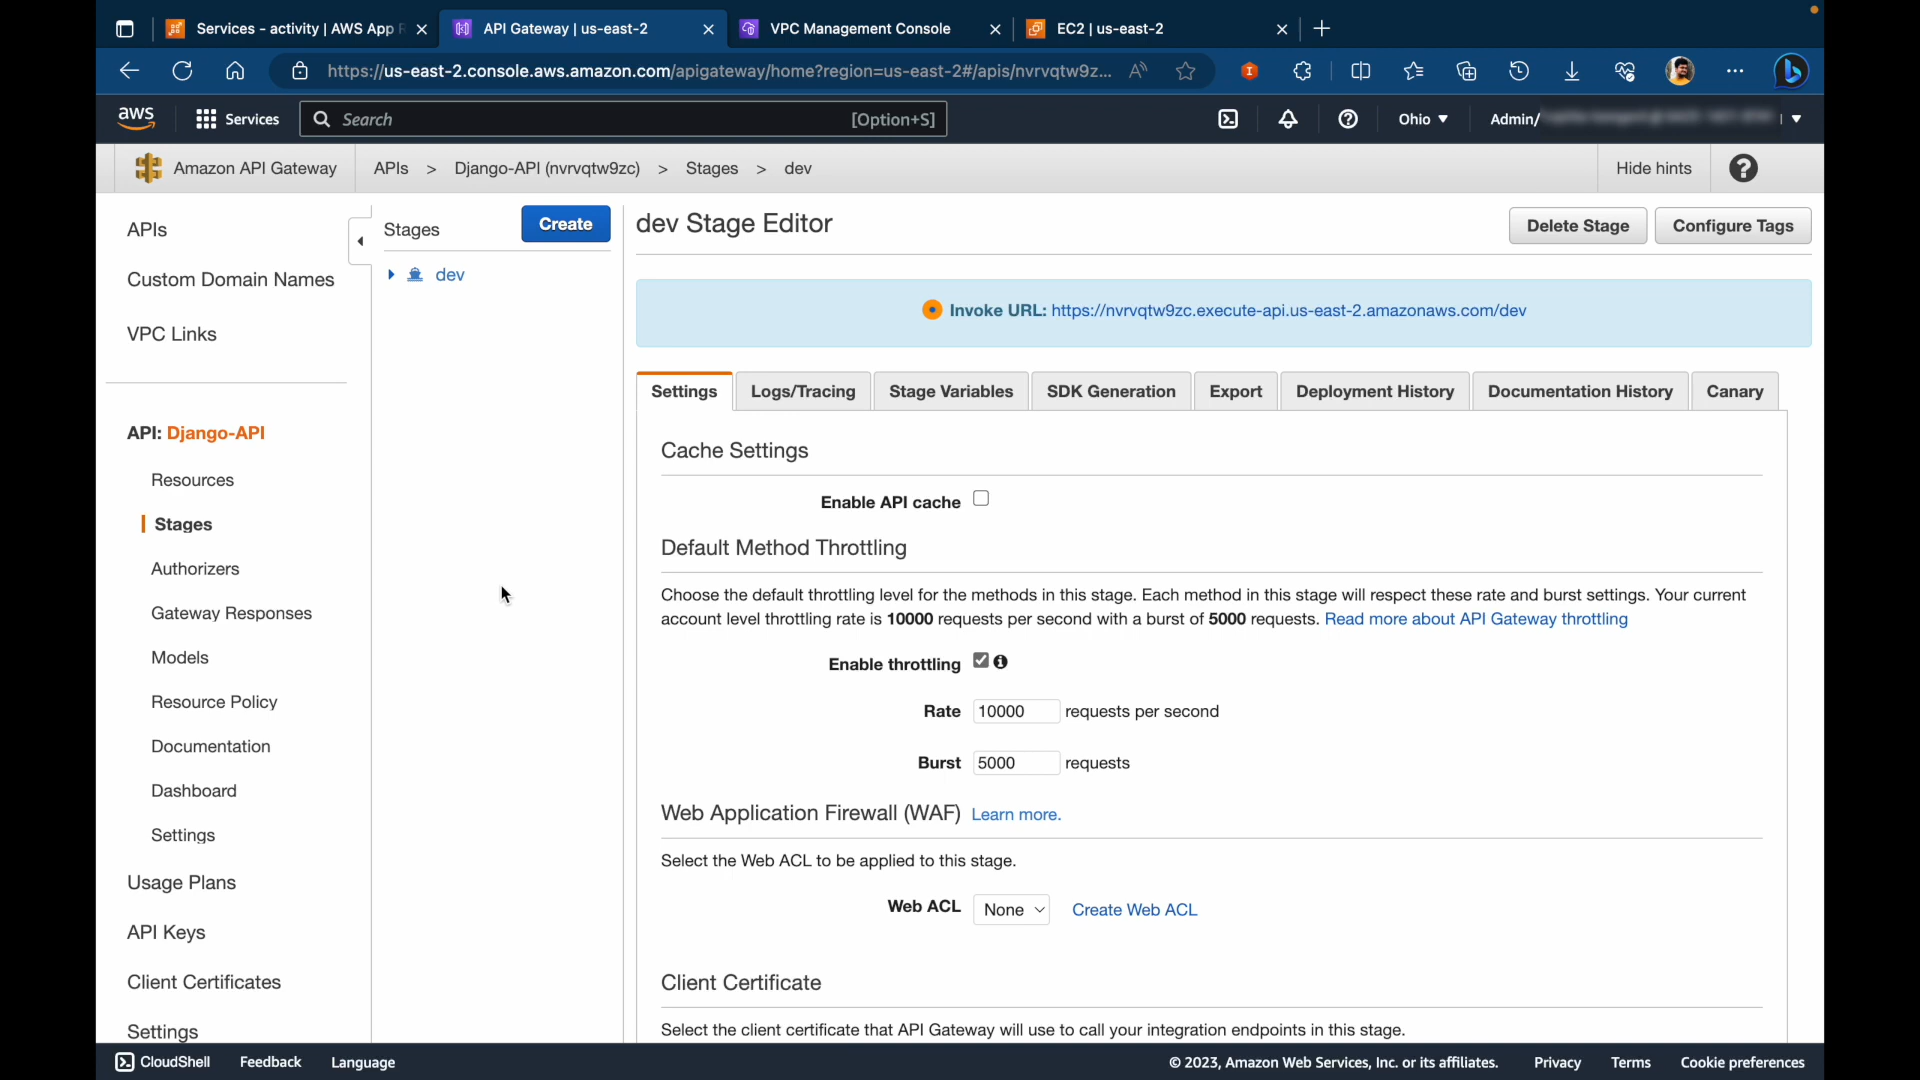 Services - activity | AWS App R
API Gateway | us-east-2
VPC Management Console
EC2 | us-east-2
https://us-east-2.console.aws.amazon.com/apigateway/home?region=us-east-2#/apis/nvrvqtw9z...
aws
Services
Search
[Option+S]
Ohio
Admin/
Amazon API Gateway
APIs > Django-API (nvrvqtw9zc) > Stages > dev
Hide hints
APIs
Custom Domain Names
VPC Links
API: Django-API
Resources
Stages
Authorizers
Gateway Responses
Models
Resource Policy
Documentation
Dashboard
Settings
Usage Plans
API Keys
Client Certificates
Settings
Stages
Create
dev
dev Stage Editor
Delete Stage
Configure Tags
Invoke URL: https://nvrvqtw9zc.execute-api.us-east-2.amazonaws.com/dev
Settings
Logs/Tracing
Stage Variables
SDK Generation
Export
Deployment History
Documentation History
Canary
Cache Settings
Enable API cache
Default Method Throttling
Choose the default throttling level for the methods in this stage. Each method in this stage will respect these rate and burst settings. Your current
account level throttling rate is 10000 requests per second with a burst of 5000 requests. Read more about API Gateway throttling
Enable throttling
Rate 10000 requests per second
Burst 5000 requests
Web Application Firewall (WAF) Learn more.
Select the Web ACL to be applied to this stage.
Web ACL None Create Web ACL
Client Certificate
Select the client certificate that API Gateway will use to call your integration endpoints in this stage.
CloudShell
Feedback
Language
© 2023, Amazon Web Services, Inc. or its affiliates.
Privacy
Terms
Cookie preferences